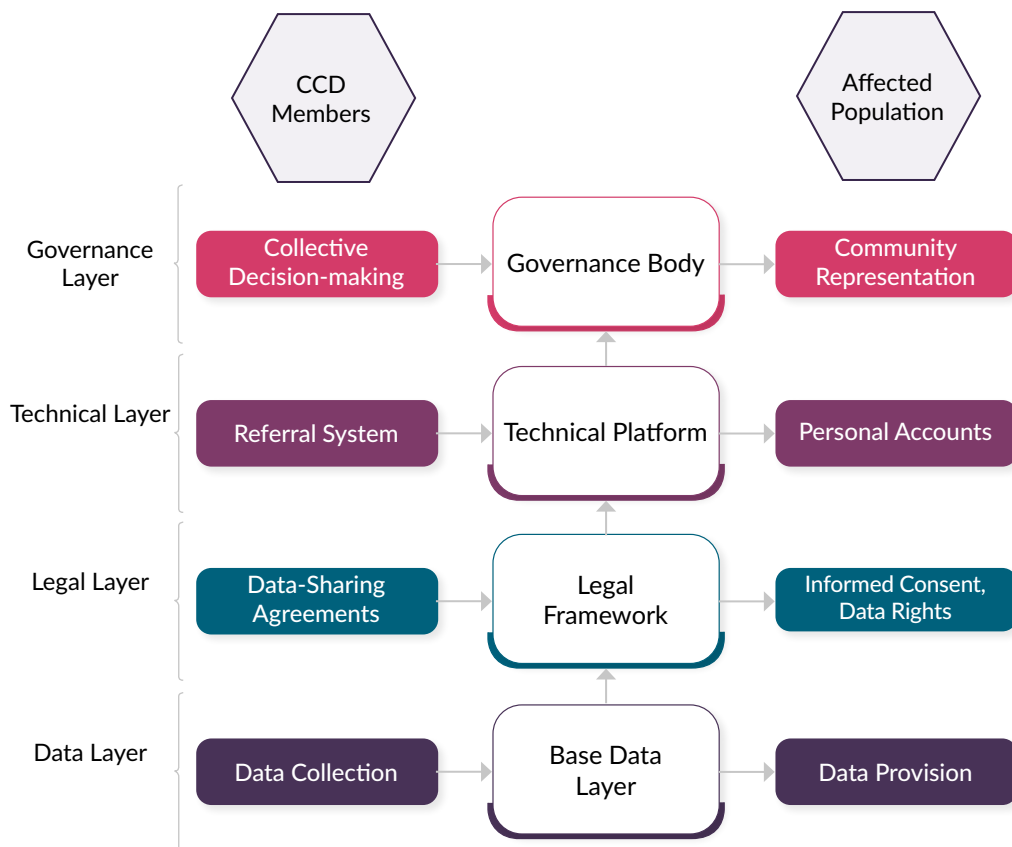 CCD
Members
Affected
Population
Governance
Layer
Collective
Decision-making
Governance Body
Community
Representation
Technical Layer
Referral System
Technical Platform
Personal Accounts
Legal Layer
Data-Sharing
Agreements
Legal
Framework
Informed Consent,
Data Rights
Data Layer
Data Collection
Base Data
Layer
Data Provision